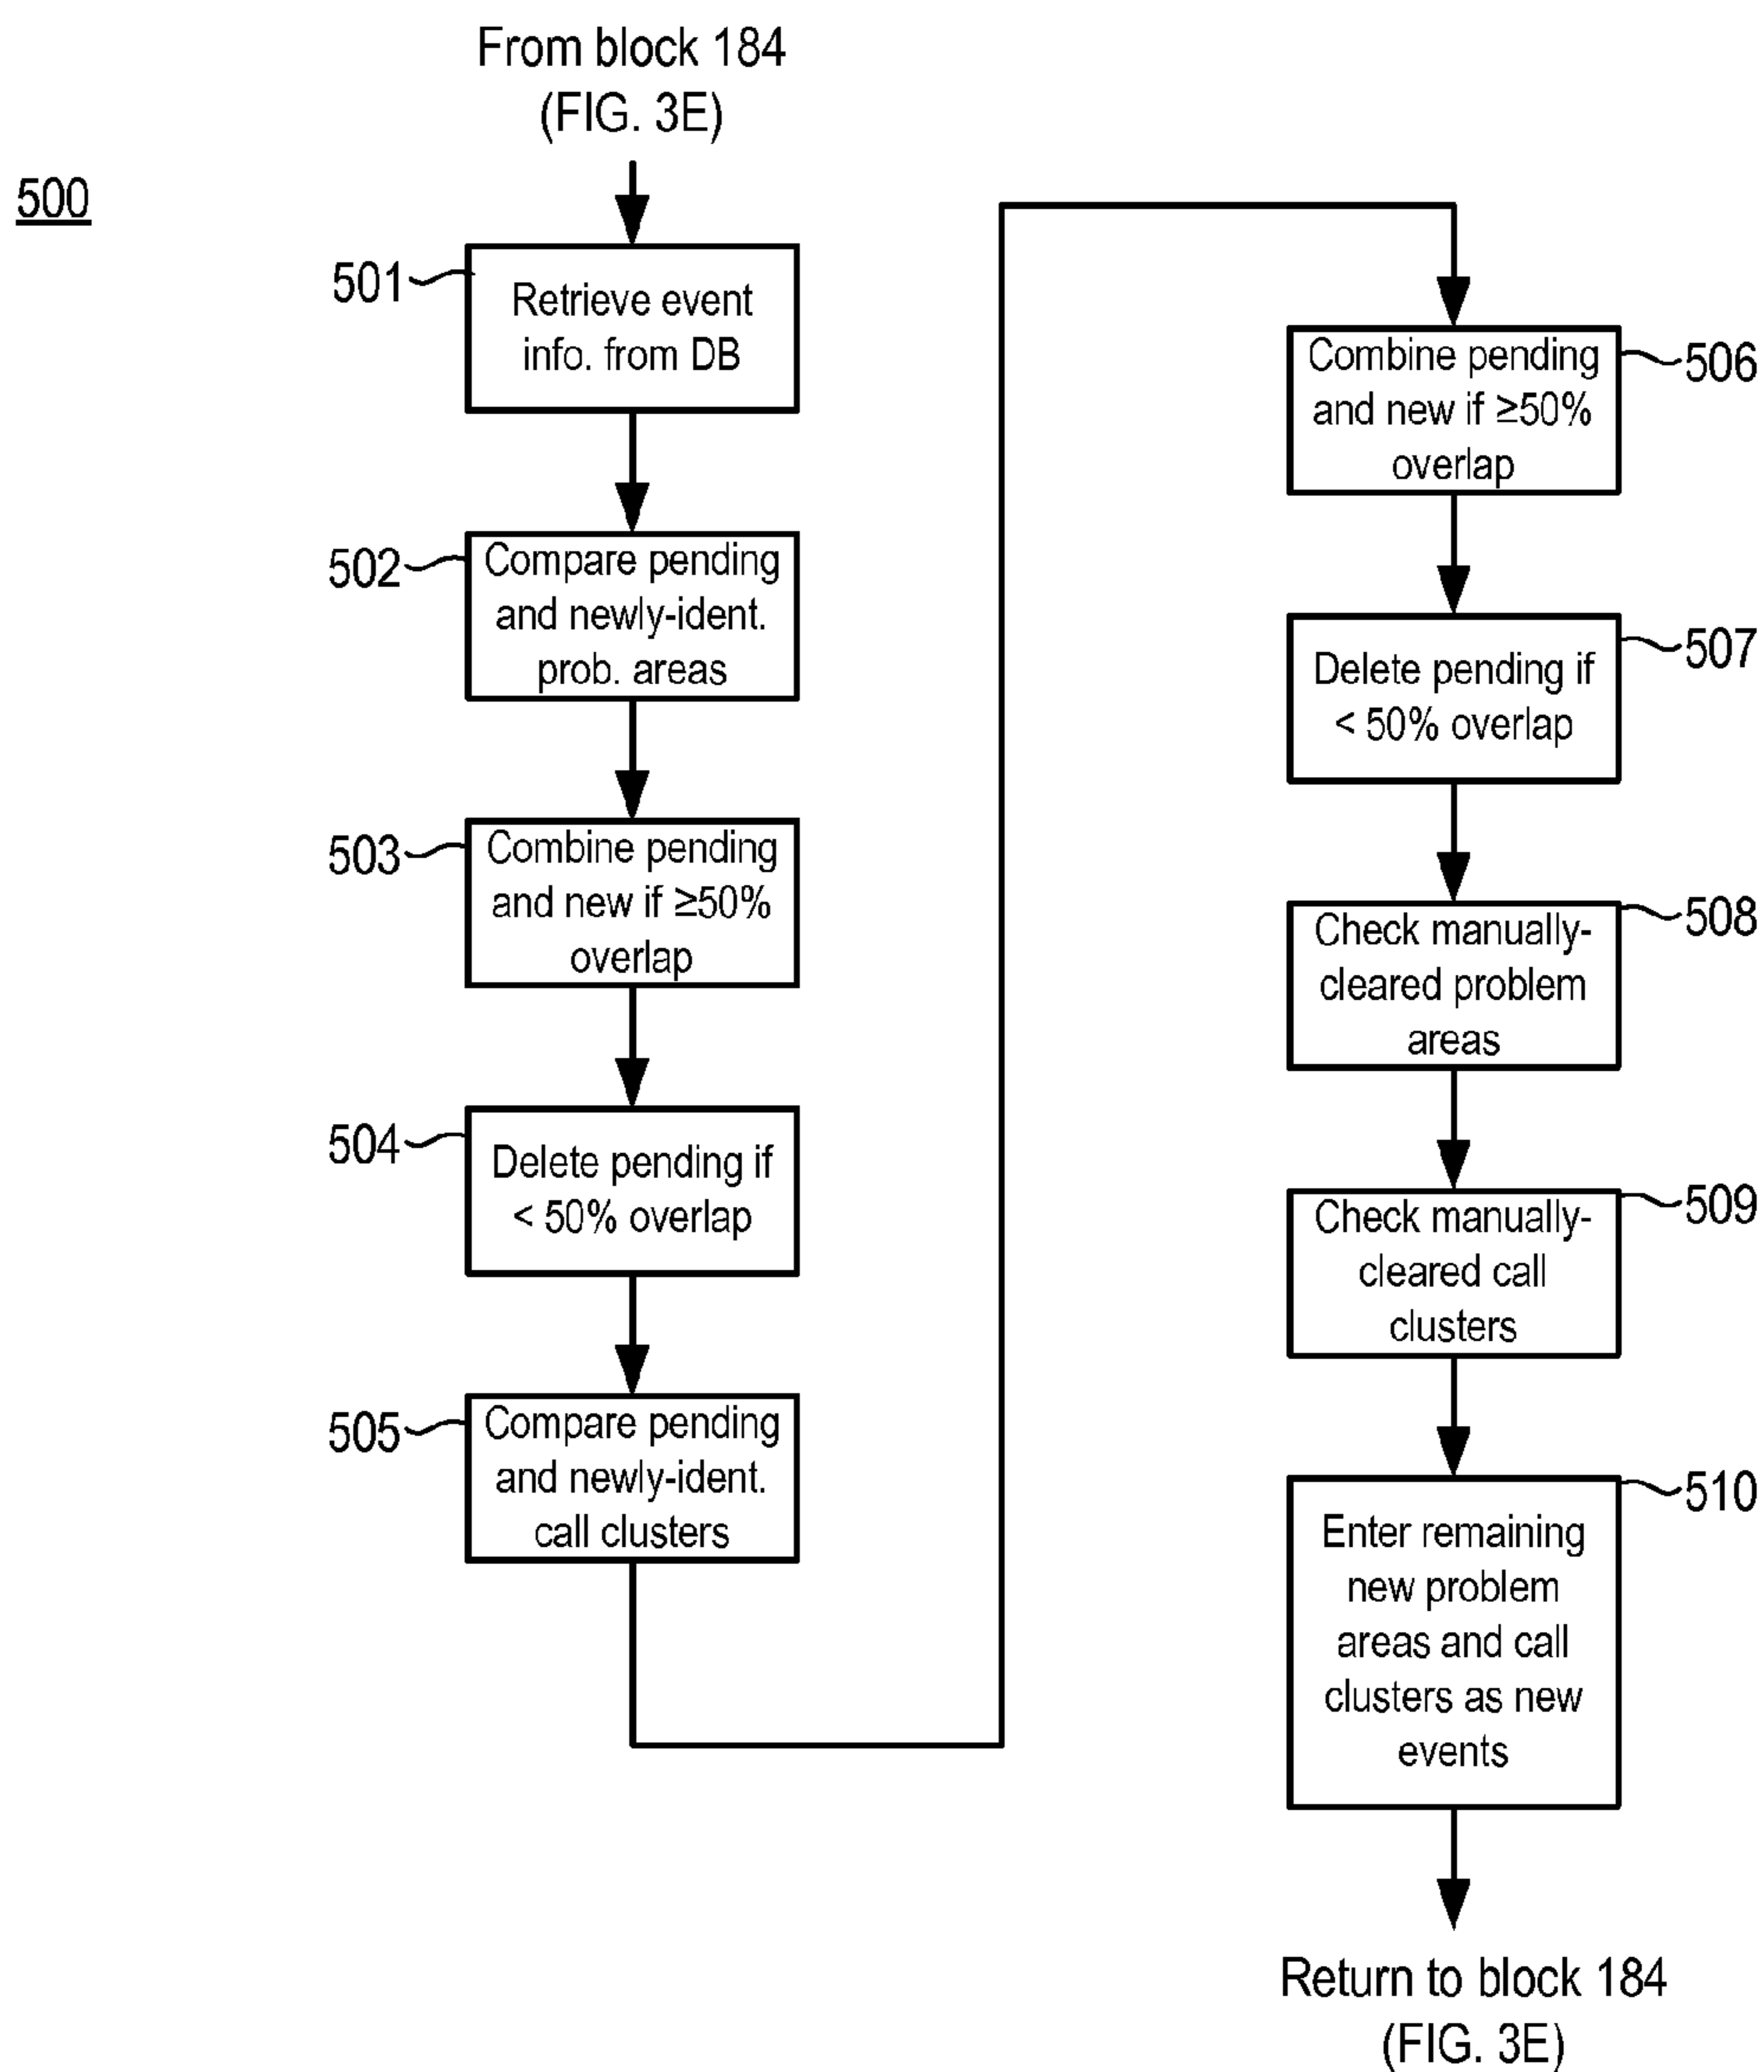 From block 184
(FIG. 3E)
500
501
Retrieve event
info. from DB
502
Compare pending
and newly-ident.
prob. areas
503
Combine pending
and new if ≥50%
overlap
504
Delete pending if
< 50% overlap
505
Compare pending
and newly-ident.
call clusters
506
Combine pending
and new if ≥50%
overlap
507
Delete pending if
< 50% overlap
508
Check manually-
cleared problem
areas
509
Check manually-
cleared call
clusters
510
Enter remaining
new problem
areas and call
clusters as new
events
Return to block 184
(FIG. 3E)